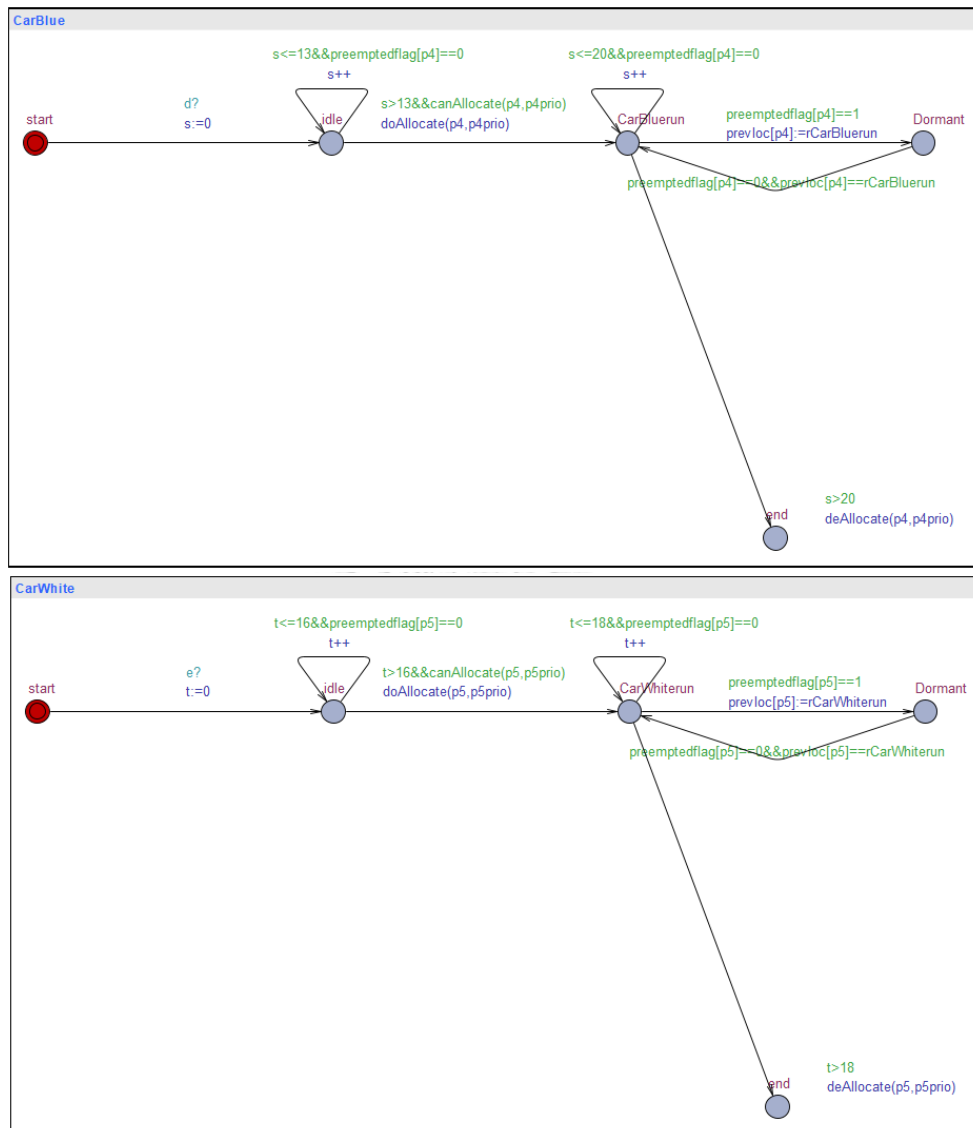 CarBlue
s<=13&&preemptedflag[p4]==0
s++
s<=20&&preemptedflag[p4]==0
s++
d?
s:=0
s>13&&canAllocate(p4,p4prio)
doAllocate(p4,p4prio)
preemptedflag[p4]==1
prevloc[p4]:=rCarBluerun
start
idle
CarBluerun
Dormant
preemptedflag[p4]==0&&prevloc[p4]==rCarBluerun
s>20
deAllocate(p4,p4prio)
end
CarWhite
t<=16&&preemptedflag[p5]==0
t++
t<=18&&preemptedflag[p5]==0
t++
e?
t:=0
t>16&&canAllocate(p5,p5prio)
doAllocate(p5,p5prio)
preemptedflag[p5]==1
prevloc[p5]:=rCarWhiterun
start
idle
CarWhiterun
Dormant
preemptedflag[p5]==0&&prevloc[p5]==rCarWhiterun
t>18
deAllocate(p5,p5prio)
end